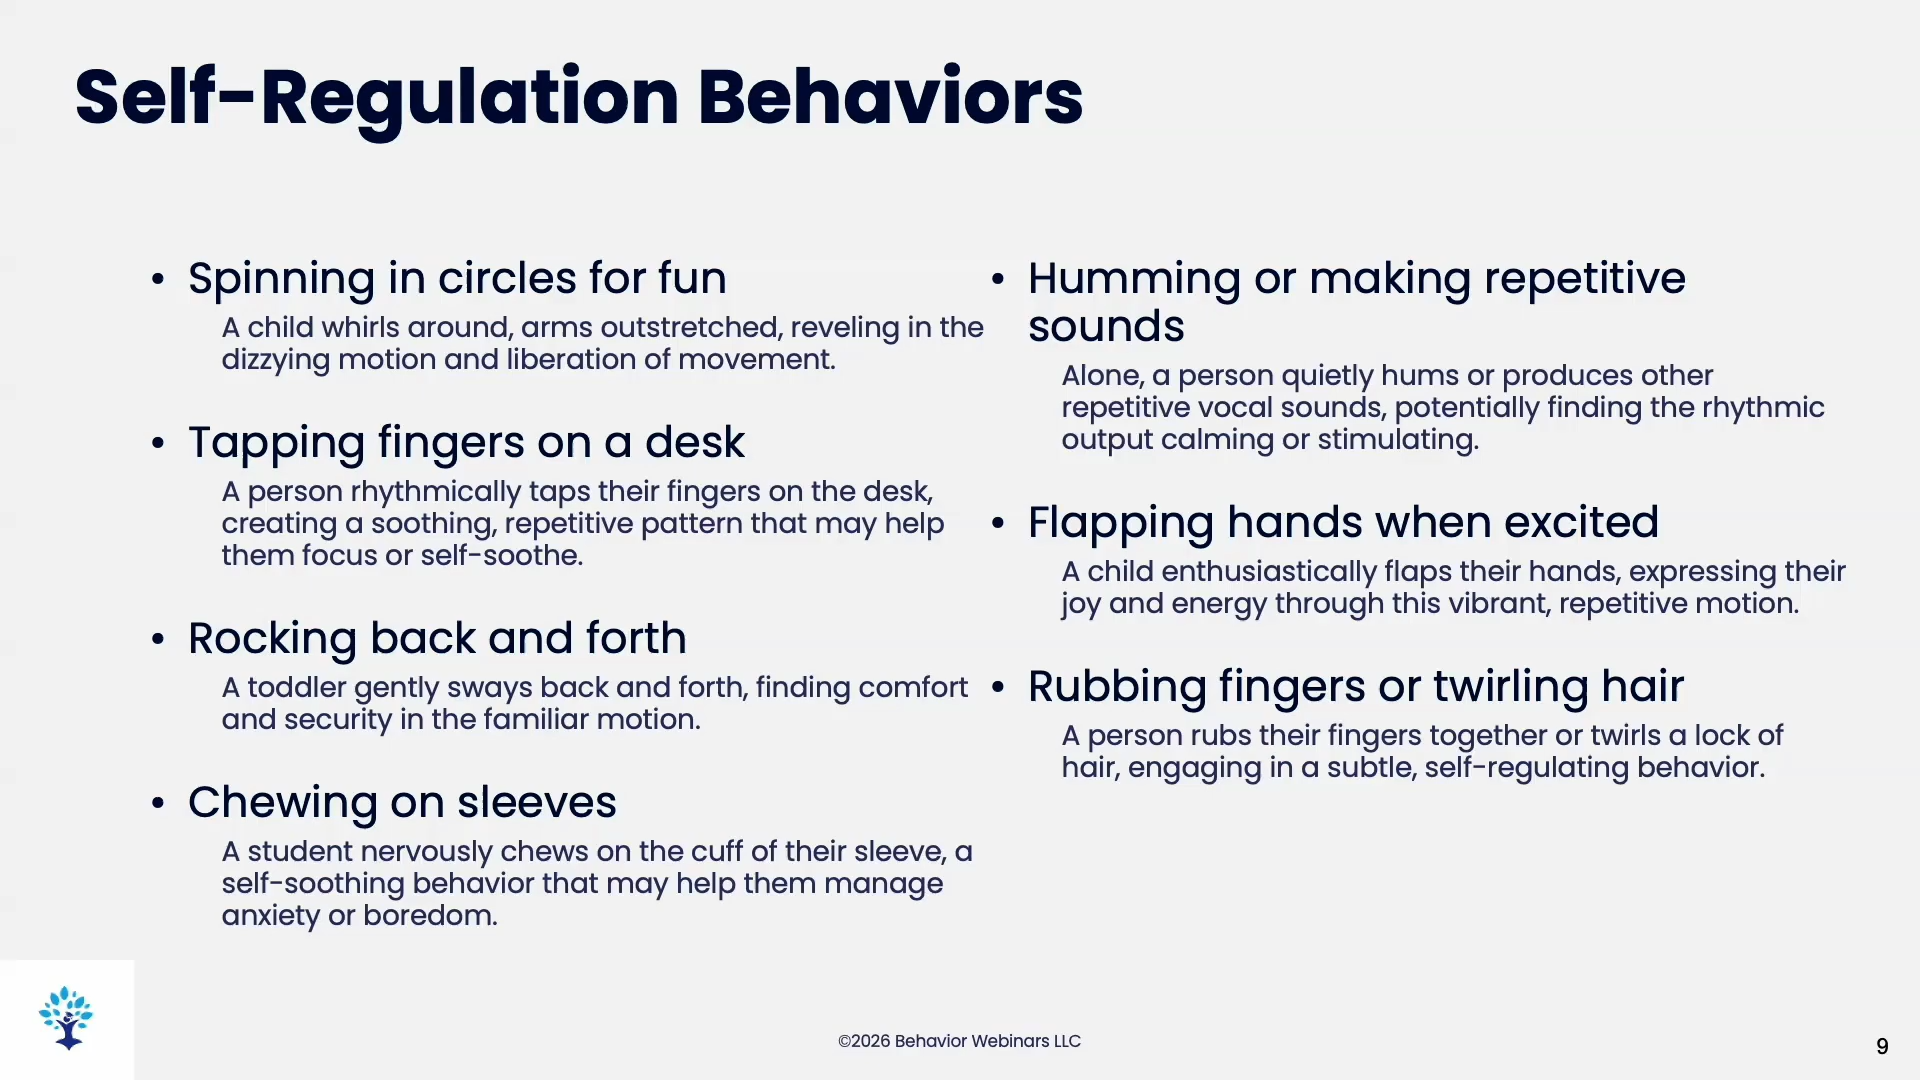 Self-Regulation Behaviors
• Spinning in circles for fun
A child whirls around, arms outstretched, reveling in the
dizzying motion and liberation of movement.
• Tapping fingers on a desk
A person rhythmically taps their fingers on the desk,
creating a soothing, repetitive pattern that may help
them focus or self-soothe.
• Rocking back and forth
A toddler gently sways back and forth, finding comfort
and security in the familiar motion.
• Chewing on sleeves
A student nervously chews on the cuff of their sleeve, a
self-soothing behavior that may help them manage
anxiety or boredom.
• Humming or making repetitive
sounds
Alone, a person quietly hums or produces other
repetitive vocal sounds, potentially finding the rhythmic
output calming or stimulating.
• Flapping hands when excited
A child enthusiastically flaps their hands, expressing their
joy and energy through this vibrant, repetitive motion.
• Rubbing fingers or twirling hair
A person rubs their fingers together or twirls a lock of
hair, engaging in a subtle, self-regulating behavior.
©2026 Behavior Webinars LLC
9